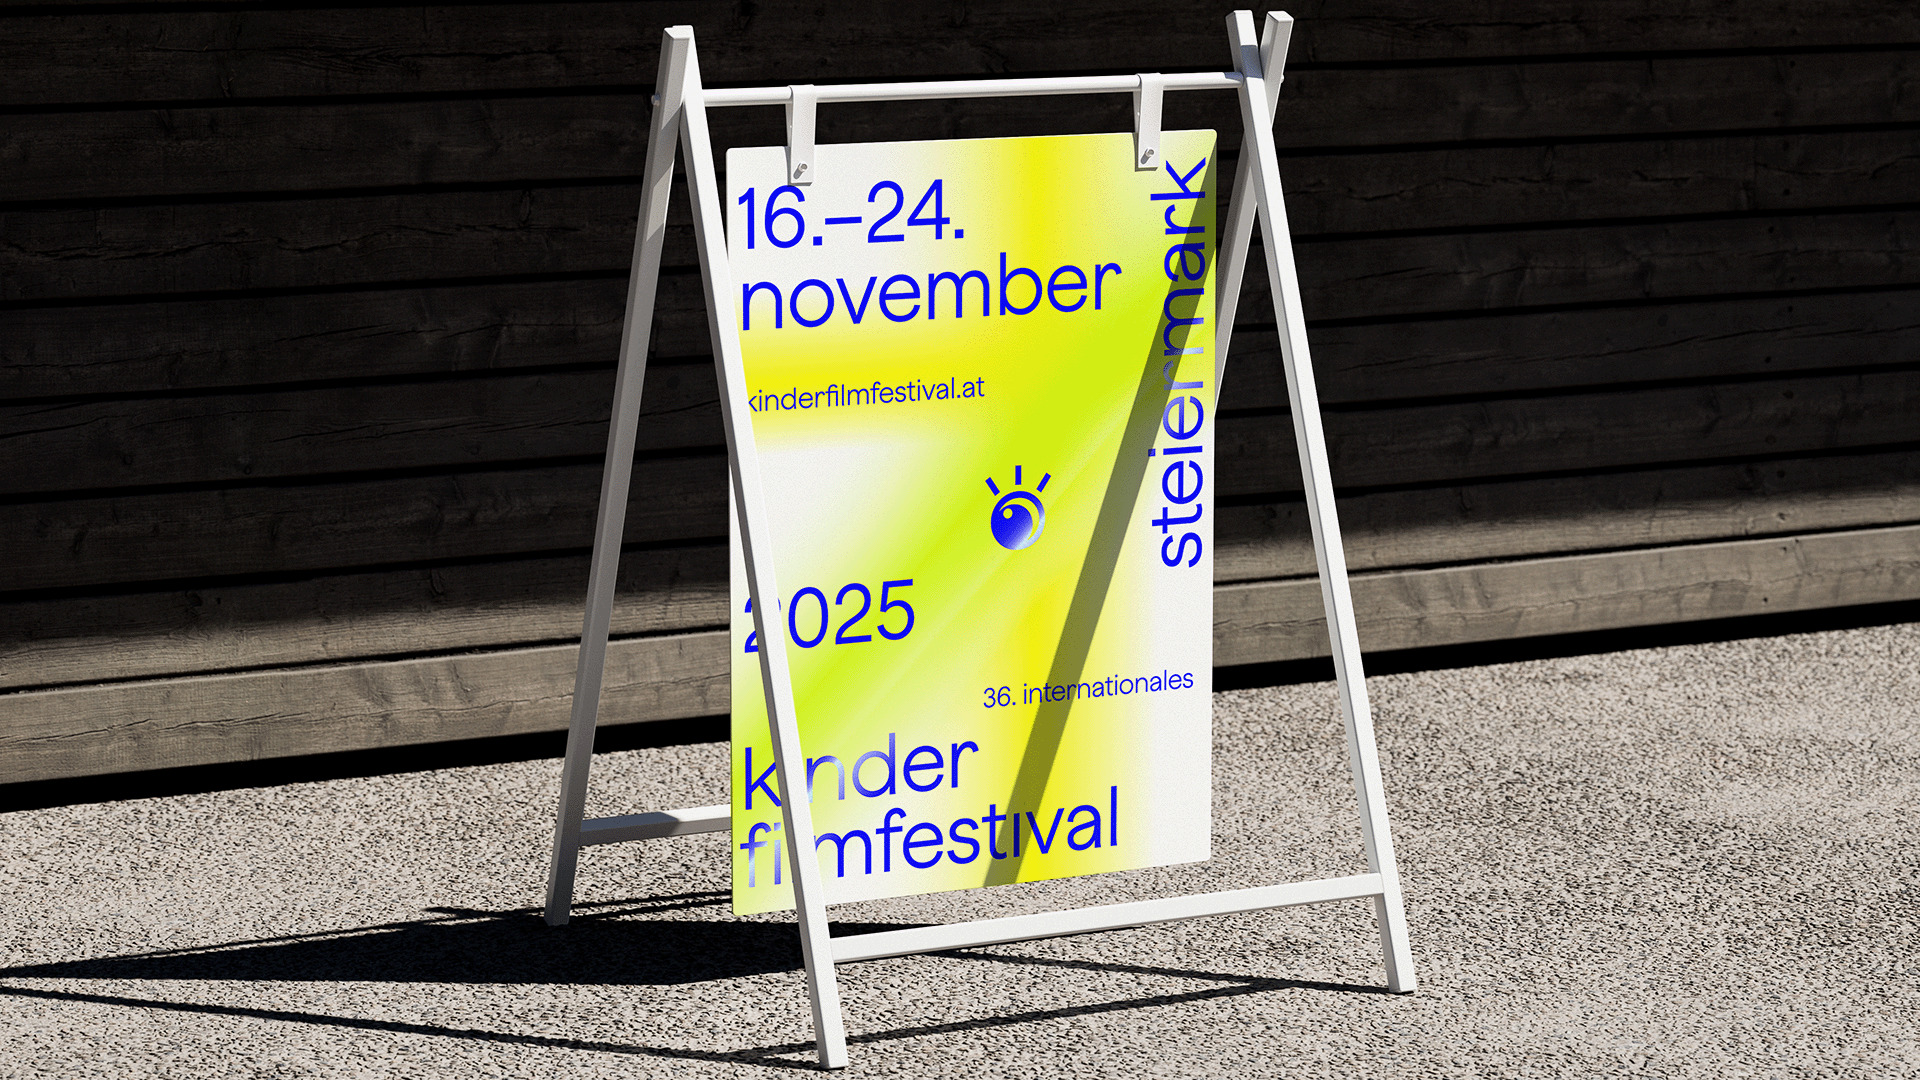 16.–24.
november
steiermark
kinderfilmfestival.at
2025
36. internationales
kinder
filmfestival